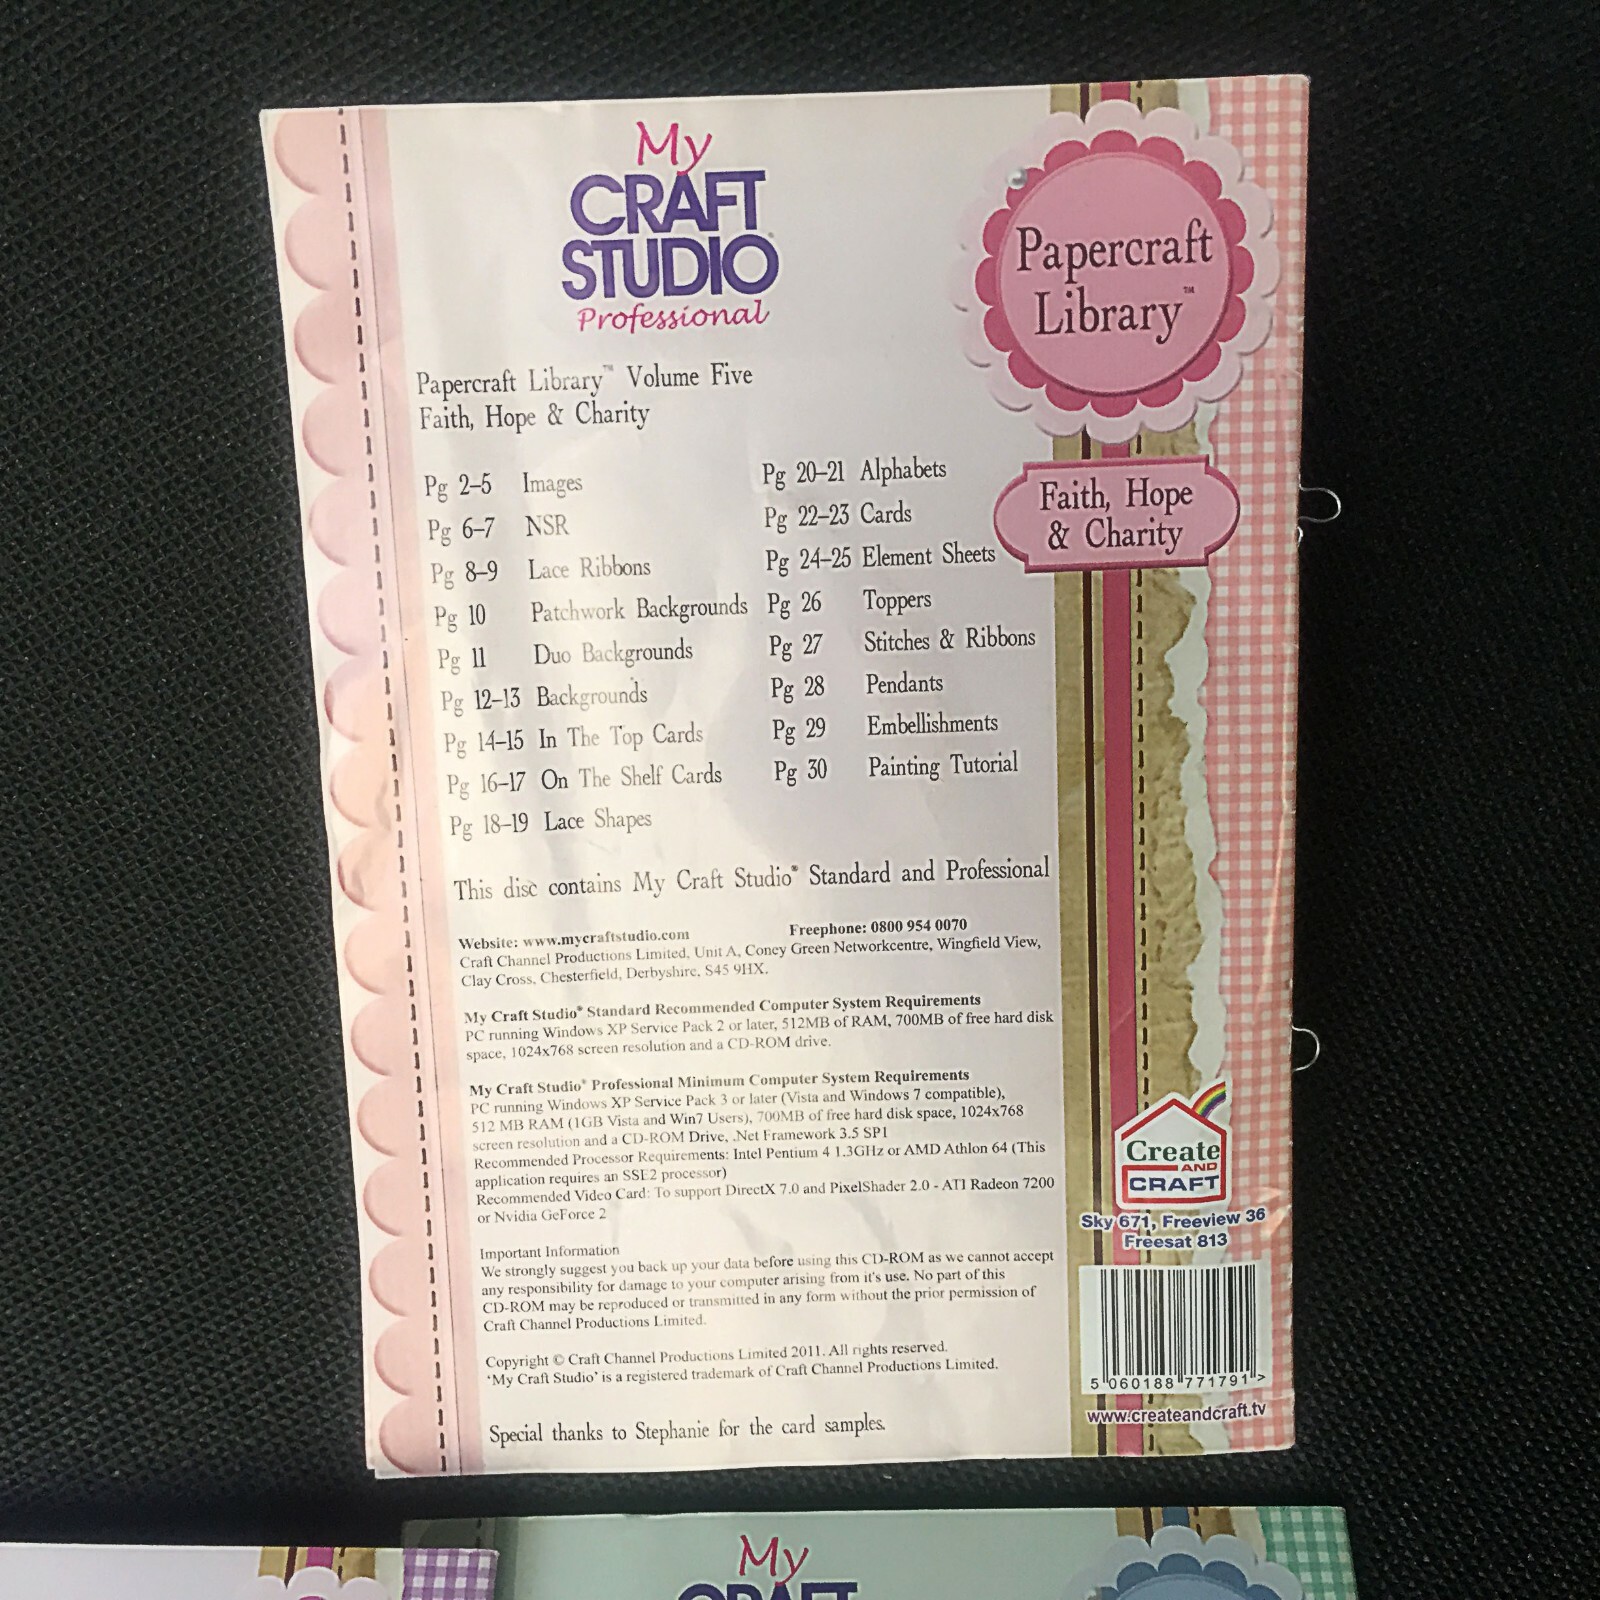 My
CRAFT
STUDIO
Professional
Papercraft
Library™
Faith, Hope
& Charity
Papercraft Library™ Volume Five
Faith, Hope & Charity
Pg 2–5 Images
Pg 6–7 NSR
Pg 8–9 Lace Ribbons
Pg 10 Patchwork Backgrounds
Pg 11 Duo Backgrounds
Pg 12–13 Backgrounds
Pg 14–15 In The Top Cards
Pg 16–17 On The Shelf Cards
Pg 18–19 Lace Shapes
Pg 20–21 Alphabets
Pg 22–23 Cards
Pg 24–25 Element Sheets
Pg 26 Toppers
Pg 27 Stitches & Ribbons
Pg 28 Pendants
Pg 29 Embellishments
Pg 30 Painting Tutorial
This disc contains My Craft Studio® Standard and Professional
Website: www.mycraftstudio.com Freephone: 0800 954 0070
Craft Channel Productions Limited, Unit A, Coney Green Networkcentre, Wingfield View,
Clay Cross, Chesterfield, Derbyshire, S45 9HX.
My Craft Studio® Standard Recommended Computer System Requirements
PC running Windows XP Service Pack 2 or later, 512MB of RAM, 700MB of free hard disk
space, 1024x768 screen resolution and a CD-ROM drive.
My Craft Studio® Professional Minimum Computer System Requirements
PC running Windows XP Service Pack 3 or later (Vista and Windows 7 compatible),
512 MB RAM (1GB Vista and Win7 Users), 700MB of free hard disk space, 1024x768
screen resolution and a CD-ROM Drive, .Net Framework 3.5 SP1
Recommended Processor Requirements: Intel Pentium 4 1.3GHz or AMD Athlon 64 (This
application requires an SSE2 processor)
Recommended Video Card: To support DirectX 7.0 and PixelShader 2.0 - ATI Radeon 7200
or Nvidia GeForce 2
Important Information
We strongly suggest you back up your data before using this CD-ROM as we cannot accept
any responsibility for damage to your computer arising from it's use. No part of this
CD-ROM may be reproduced or transmitted in any form without the prior permission of
Craft Channel Productions Limited.
Copyright © Craft Channel Productions Limited 2011. All rights reserved.
'My Craft Studio' is a registered trademark of Craft Channel Productions Limited.
Special thanks to Stephanie for the card samples.
Create
AND
CRAFT
Sky 671, Freeview 36
Freesat 813
5 060188 771791 >
www.createandcraft.tv
My
CRAFT